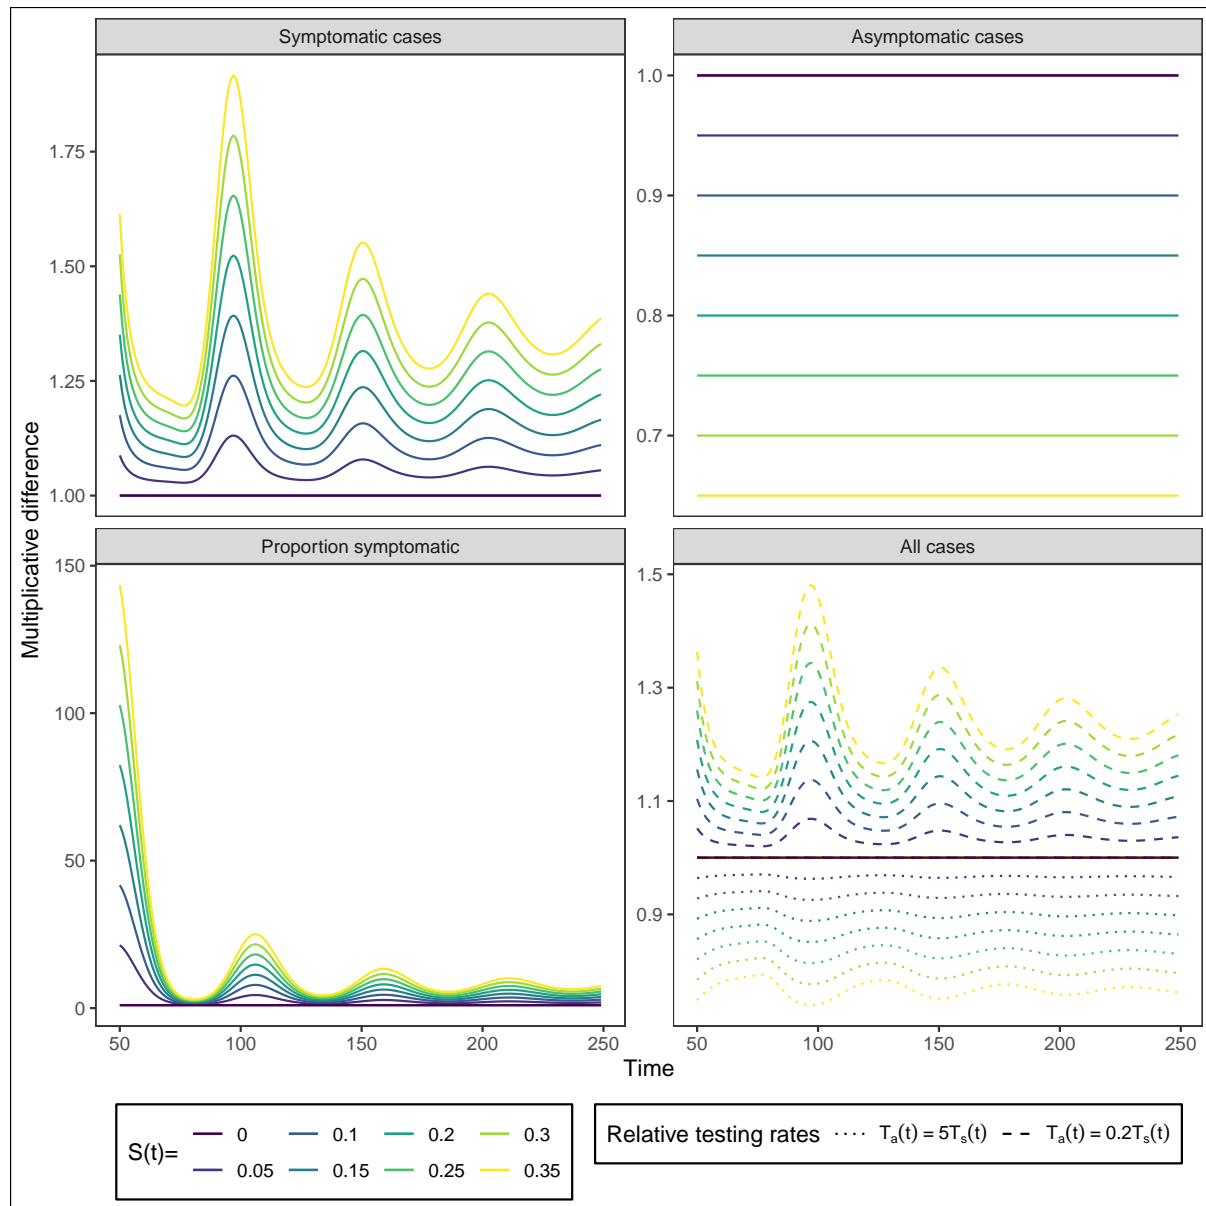 Symptomatic cases
Asymptomatic cases
1.75
1.50
1.25
1.00
1.0
0.9
0.8
0.7
Multiplicative difference
Proportion symptomatic
All cases
150
100
50
0
1.5
1.3
1.1
0.9
50 100 150 200 250
50 100 150 200 250
Time
S(t)=
0 0.1 0.2 0.3
0.05 0.15 0.25 0.35
Relative testing rates Tₐ(t) = 5Tₛ(t) Tₐ(t) = 0.2Tₛ(t)